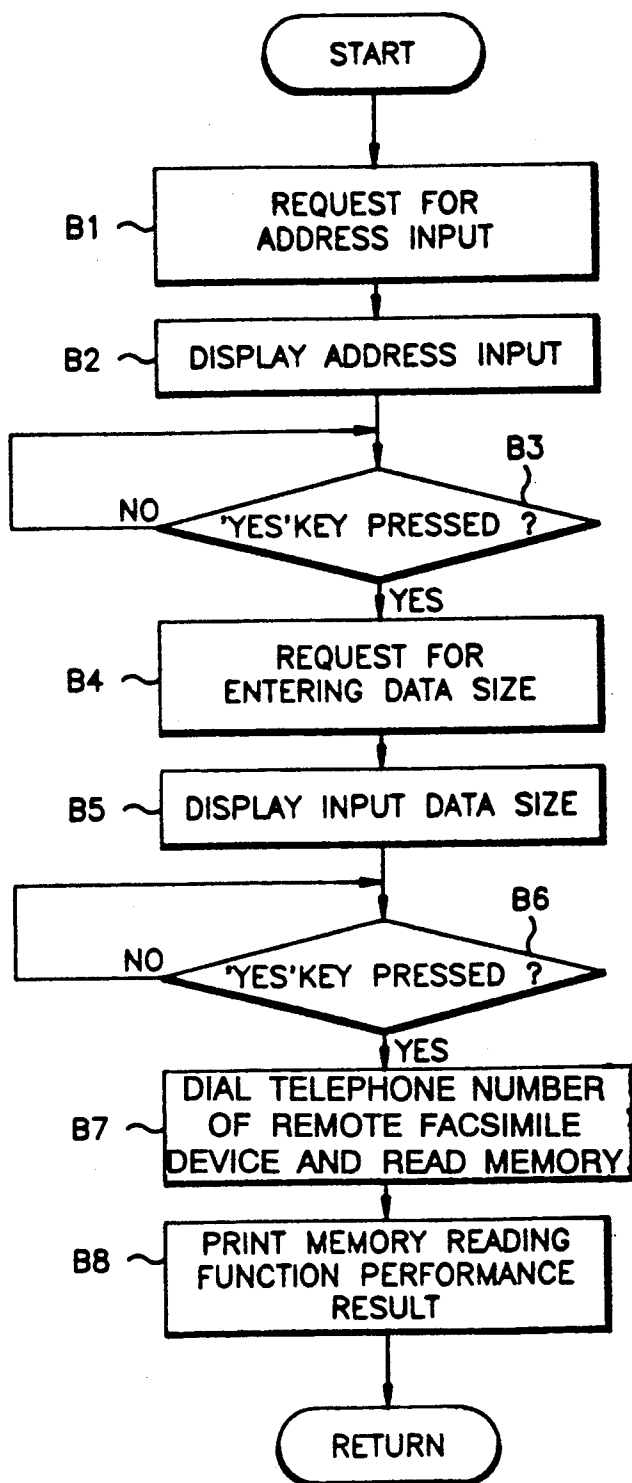 START
B1
REQUEST FOR
ADDRESS INPUT
B2
DISPLAY ADDRESS INPUT
B3
NO
'YES'KEY PRESSED ?
YES
B4
REQUEST FOR
ENTERING DATA SIZE
B5
DISPLAY INPUT DATA SIZE
B6
NO
'YES'KEY PRESSED ?
YES
B7
DIAL TELEPHONE NUMBER
OF REMOTE FACSIMILE
DEVICE AND READ MEMORY
B8
PRINT MEMORY READING
FUNCTION PERFORMANCE
RESULT
RETURN